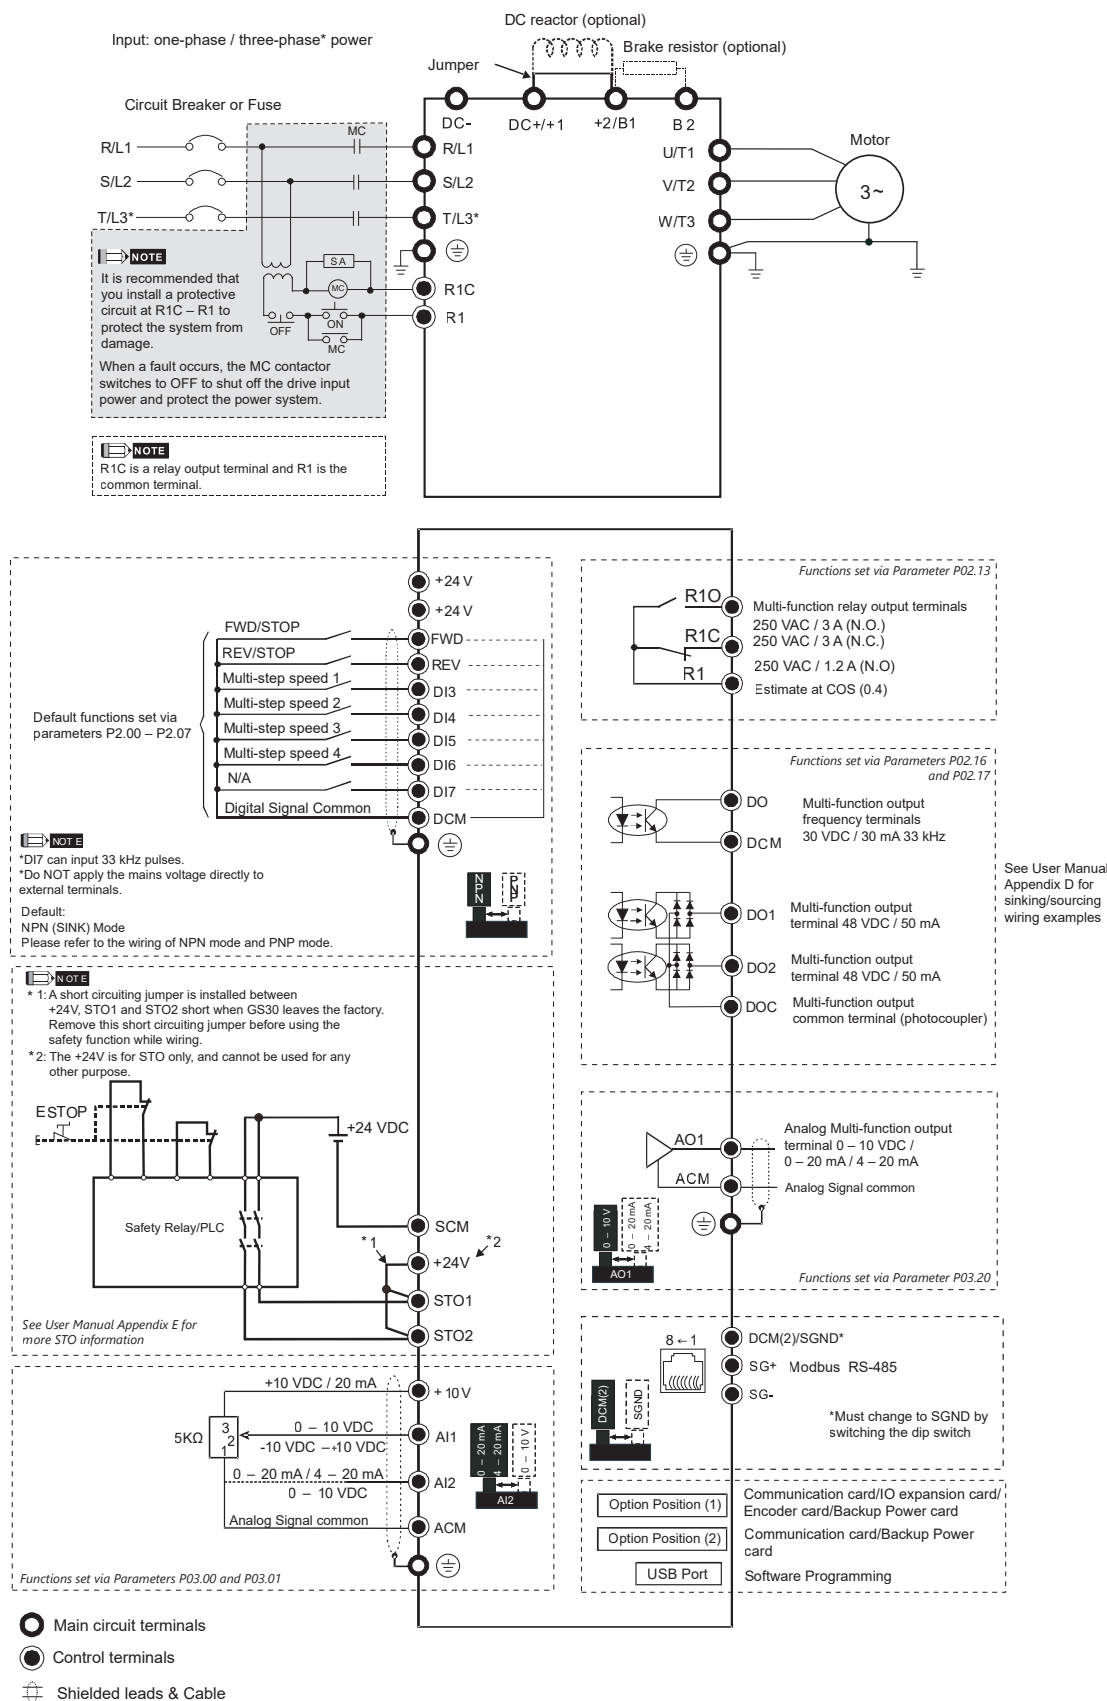 DC reactor (optional)
Input: one-phase / three-phase* power
Brake resistor (optional)
Jumper
Circuit Breaker or Fuse
DC-
DC+/+1
+2/B1
B2
MC
R/L1
R/L1
U/T1
Motor
S/L2
S/L2
V/T2
3~
T/L3*
T/L3*
W/T3
NOTE
It is recommended that
you install a protective
circuit at R1C – R1 to
protect the system from
damage.
When a fault occurs, the MC contactor
switches to OFF to shut off the drive input
power and protect the power system.
SA
MC
R1C
OFF
ON
MC
R1
NOTE
R1C is a relay output terminal and R1 is the
common terminal.
+24 V
+24 V
FWD/STOP
FWD
REV/STOP
REV
Multi-step speed 1
DI3
Multi-step speed 2
DI4
Default functions set via
parameters P2.00 – P2.07
Multi-step speed 3
DI5
Multi-step speed 4
DI6
N/A
DI7
Digital Signal Common
DCM
NOTE
*DI7 can input 33 kHz pulses.
*Do NOT apply the mains voltage directly to
external terminals.
Default:
NPN (SINK) Mode
Please refer to the wiring of NPN mode and PNP mode.
NPN
PNP
NOTE
*1: A short circuiting jumper is installed between
+24V, STO1 and STO2 short when GS30 leaves the factory.
Remove this short circuiting jumper before using the
safety function while wiring.
*2: The +24V is for STO only, and cannot be used for any
other purpose.
ESTOP
+24 VDC
Safety Relay/PLC
SCM
*1
+24V
*2
STO1
STO2
See User Manual Appendix E for
more STO information
+10 VDC / 20 mA
+10V
5KΩ
3
2
1
0 – 10 VDC
-10 VDC – +10 VDC
AI1
0 – 20 mA / 4 – 20 mA
0 – 10 VDC
AI2
Analog Signal common
ACM
0 – 20 mA
4 – 20 mA
0 – 10 V
AI2
Functions set via Parameters P03.00 and P03.01
Functions set via Parameter P02.13
R1O
R1C
R1
Multi-function relay output terminals
250 VAC / 3 A (N.O.)
250 VAC / 3 A (N.C.)
250 VAC / 1.2 A (N.O)
Estimate at COS (0.4)
Functions set via Parameters P02.16
and P02.17
DO
DCM
Multi-function output
frequency terminals
30 VDC / 30 mA 33 kHz
DO1
Multi-function output
terminal 48 VDC / 50 mA
DO2
Multi-function output
terminal 48 VDC / 50 mA
DOC
Multi-function output
common terminal (photocoupler)
See User Manual
Appendix D for
sinking/sourcing
wiring examples
AO1
Analog Multi-function output
terminal 0 – 10 VDC /
0 – 20 mA / 4 – 20 mA
ACM
Analog Signal common
0 – 10 V
0 – 20 mA
4 – 20 mA
AO1
Functions set via Parameter P03.20
8 ← 1
DCM(2)/SGND*
SG+
Modbus RS-485
SG-
DCM(2)
SGND
*Must change to SGND by
switching the dip switch
Option Position (1)
Communication card/IO expansion card/
Encoder card/Backup Power card
Option Position (2)
Communication card/Backup Power
card
USB Port
Software Programming
Main circuit terminals
Control terminals
Shielded leads & Cable